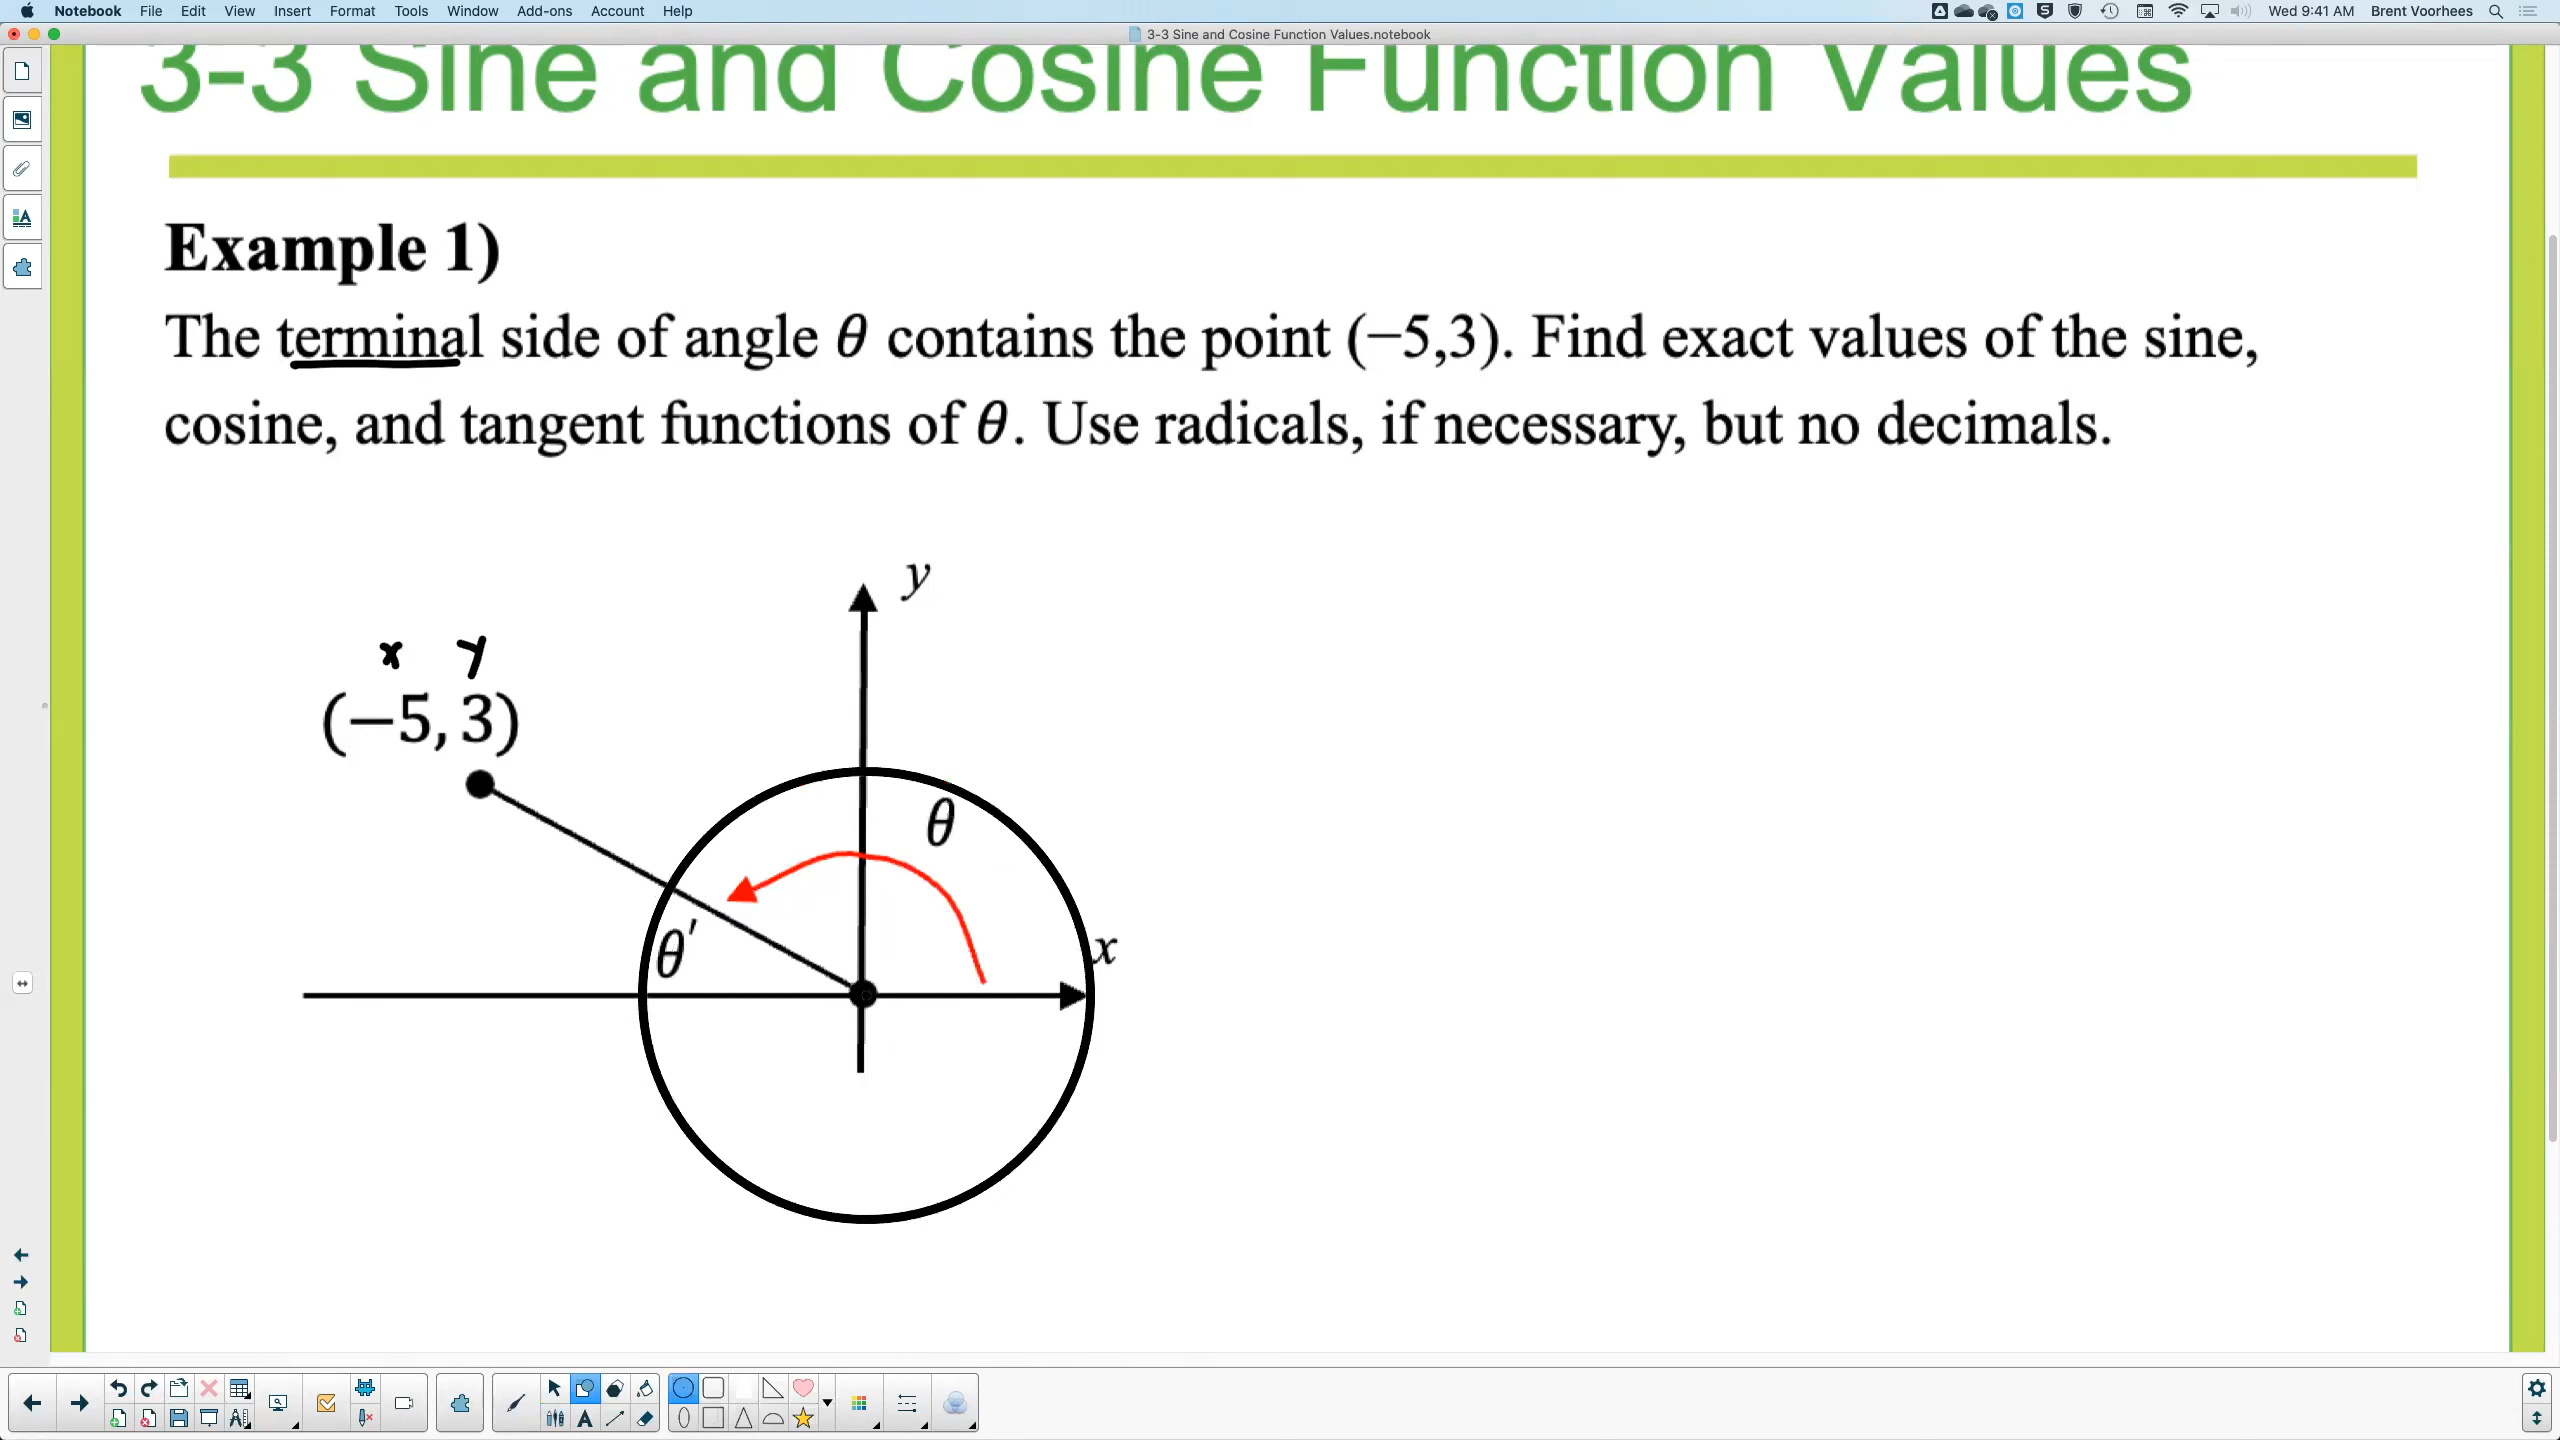 Notebook File Edit View Insert Format Tools Window Add-ons Account Help Wed 9:41 AM Brent Voorhees
3-3 Sine and Cosine Function Values.notebook
3-3 Sine and Cosine Function Values
Example 1)
The terminal side of angle θ contains the point (−5,3). Find exact values of the sine,
cosine, and tangent functions of θ. Use radicals, if necessary, but no decimals.
y
x y
(−5, 3)
θ
θ′
x